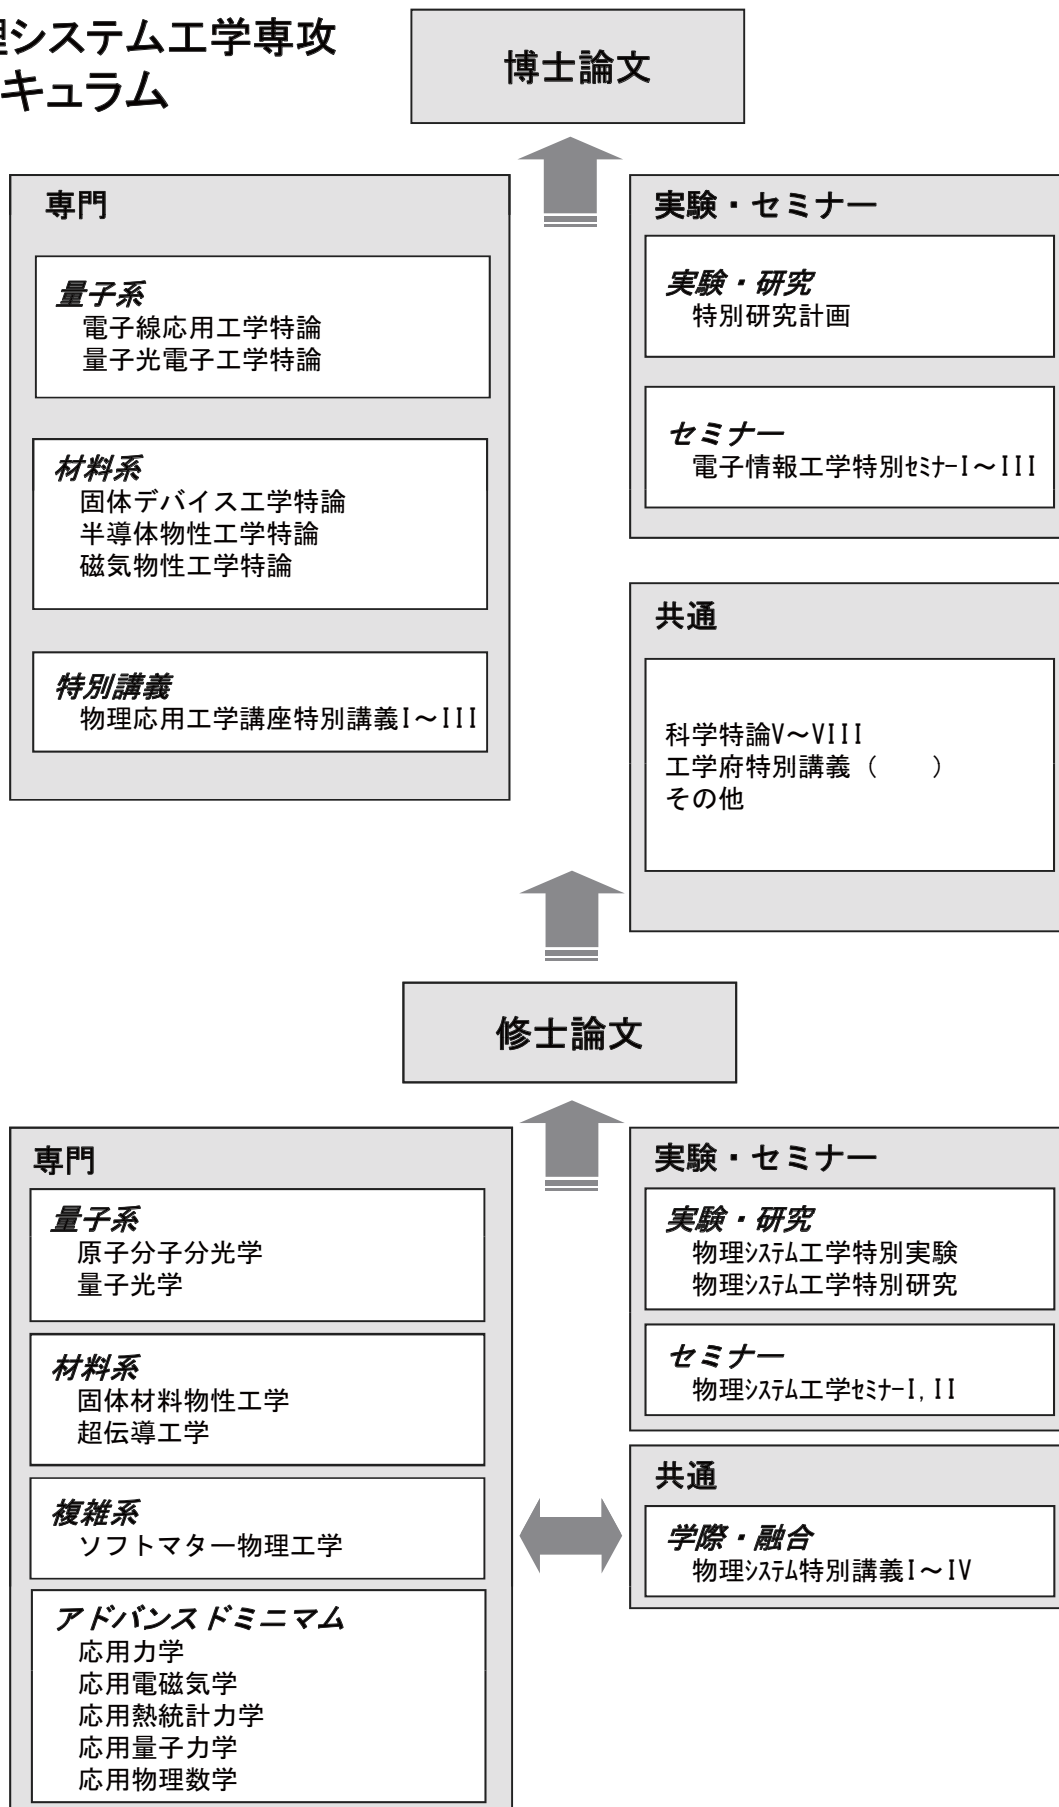 理システム工学専攻
キュラム
博士論文
専門
量子系
電子線応用工学特論
量子光電子工学特論
材料系
固体デバイス工学特論
半導体物性工学特論
磁気物性工学特論
特別講義
物理応用工学講座特別講義I～III
実験・セミナー
実験・研究
特別研究計画
セミナー
電子情報工学特別ｾﾐﾅｰI～III
共通
科学特論V～VIII
工学府特別講義（　　）
その他
修士論文
専門
量子系
原子分子分光学
量子光学
材料系
固体材料物性工学
超伝導工学
複雑系
ソフトマター物理工学
アドバンスドミニマム
応用力学
応用電磁気学
応用熱統計力学
応用量子力学
応用物理数学
実験・セミナー
実験・研究
物理ｼｽﾃﾑ工学特別実験
物理ｼｽﾃﾑ工学特別研究
セミナー
物理ｼｽﾃﾑ工学ｾﾐﾅｰI, II
共通
学際・融合
物理ｼｽﾃﾑ特別講義I～IV